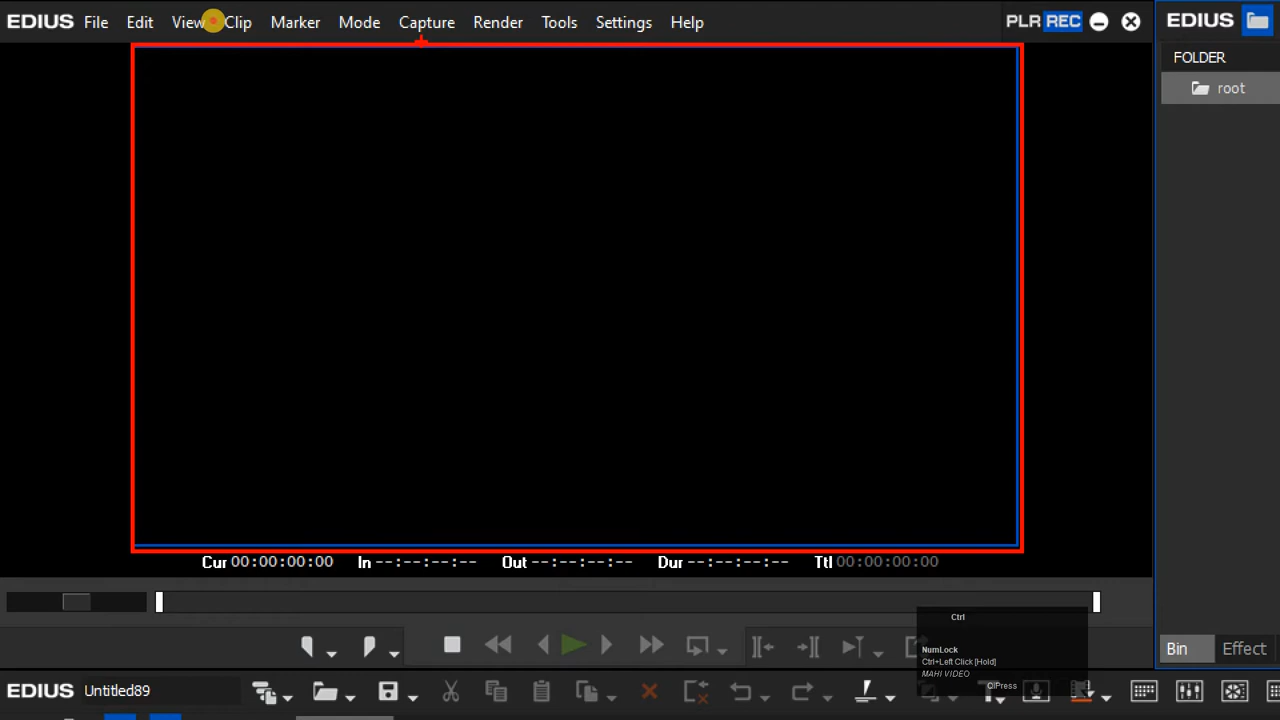 EDIUS File Edit View Clip Marker Mode Capture Render Tools Settings Help PLR REC EDIUS
FOLDER
root
Cur 00:00:00:00 In --:--:--:-- Out --:--:--:-- Dur --:--:--:-- Ttl 00:00:00:00
Ctrl
NumLock
Ctrl+Left Click [Hold]
MAHI VIDEO
QiPress
Bin Effect
EDIUS Untitled89